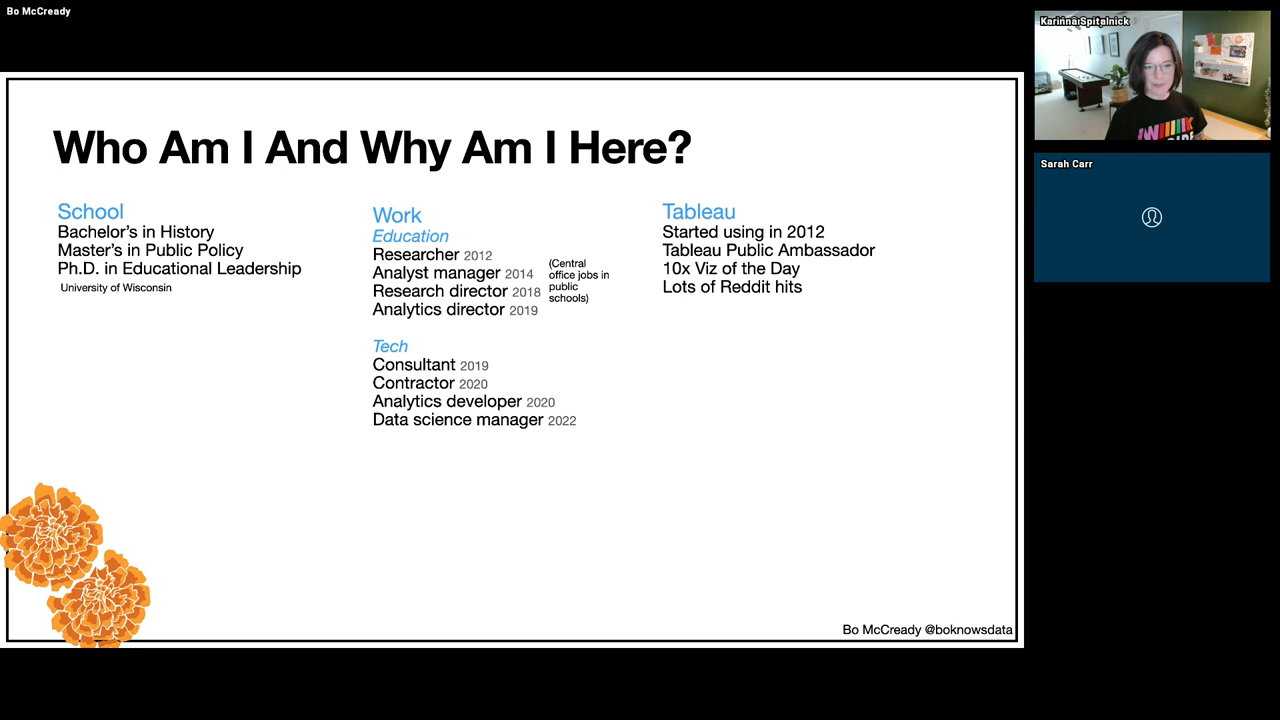 Bo McCready
Who Am I And Why Am I Here?
School
Bachelor's in History
Master's in Public Policy
Ph.D. in Educational Leadership
University of Wisconsin
Work
Education
Researcher 2012
Analyst manager 2014
Research director 2018
Analytics director 2019
(Central
office jobs in
public
schools)
Tech
Consultant 2019
Contractor 2020
Analytics developer 2020
Data science manager 2022
Tableau
Started using in 2012
Tableau Public Ambassador
10x Viz of the Day
Lots of Reddit hits
Bo McCready @boknowsdata
Karinna Spitalnick
Sarah Carr